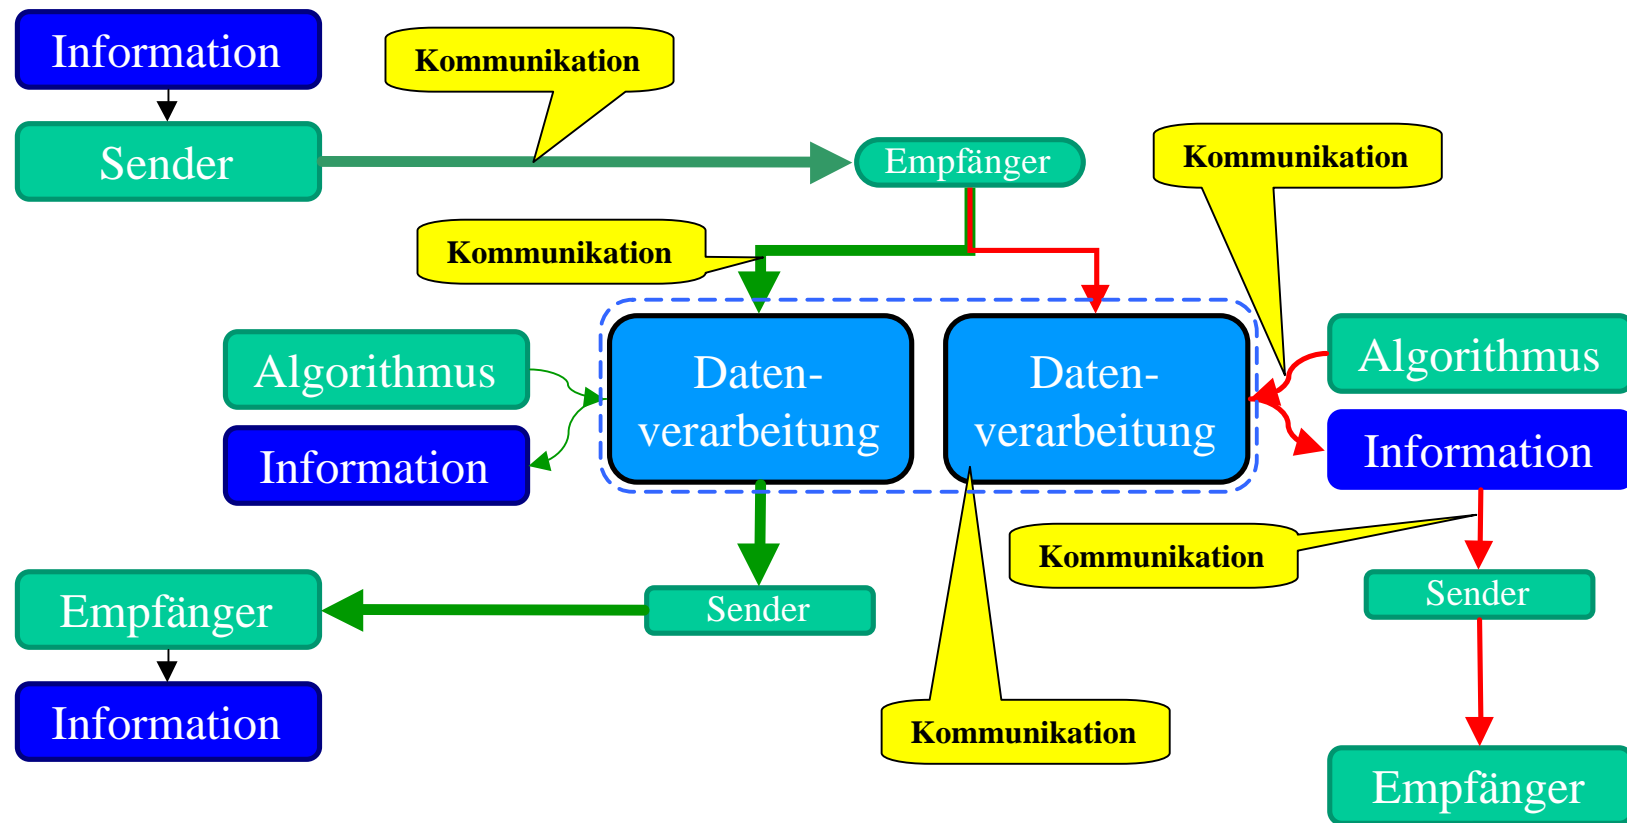 Information
Kommunikation
Sender
Empfänger
Kommunikation
Kommunikation
Algorithmus
Daten-
verarbeitung
Daten-
verarbeitung
Algorithmus
Information
Information
Kommunikation
Empfänger
Sender
Sender
Information
Kommunikation
Empfänger